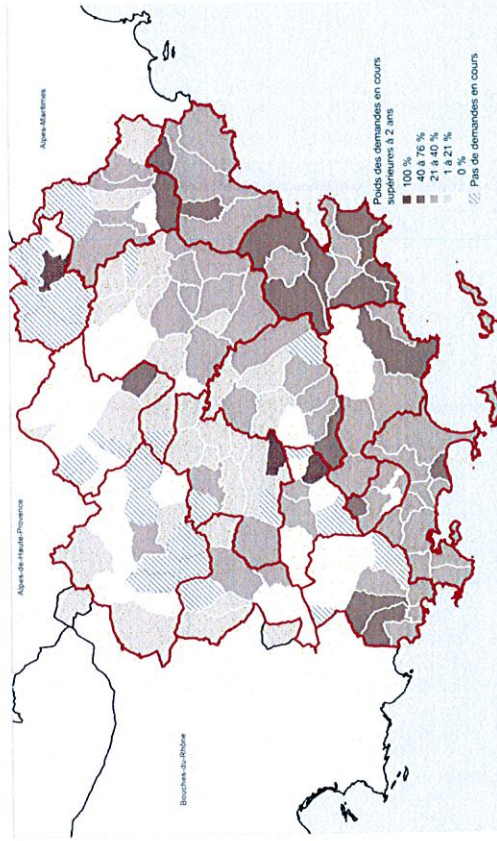 Alpes-de-Haute-Provence
Alpes-Maritimes
Bouches-du-Rhône
Poids des demandes en cours
supérieures à 2 ans
100 %
40 à 76 %
21 à 40 %
1 à 21 %
0 %
Pas de demandes en cours